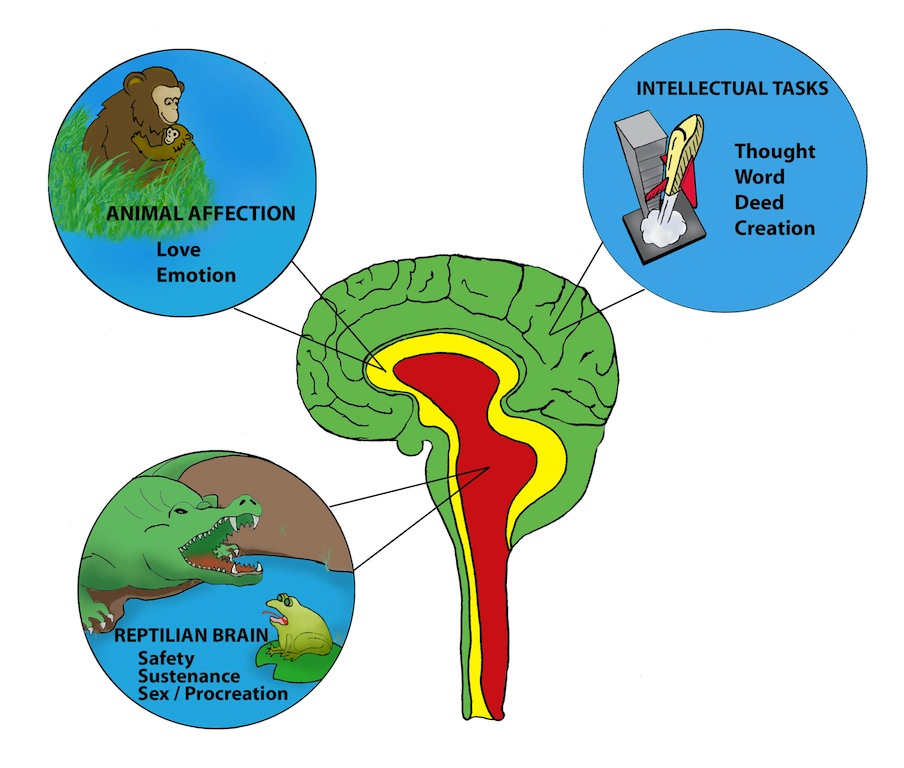 ANIMAL AFFECTION
Love
Emotion
INTELLECTUAL TASKS
Thought
Word
Deed
Creation
REPTILIAN BRAIN
Safety
Sustenance
Sex / Procreation